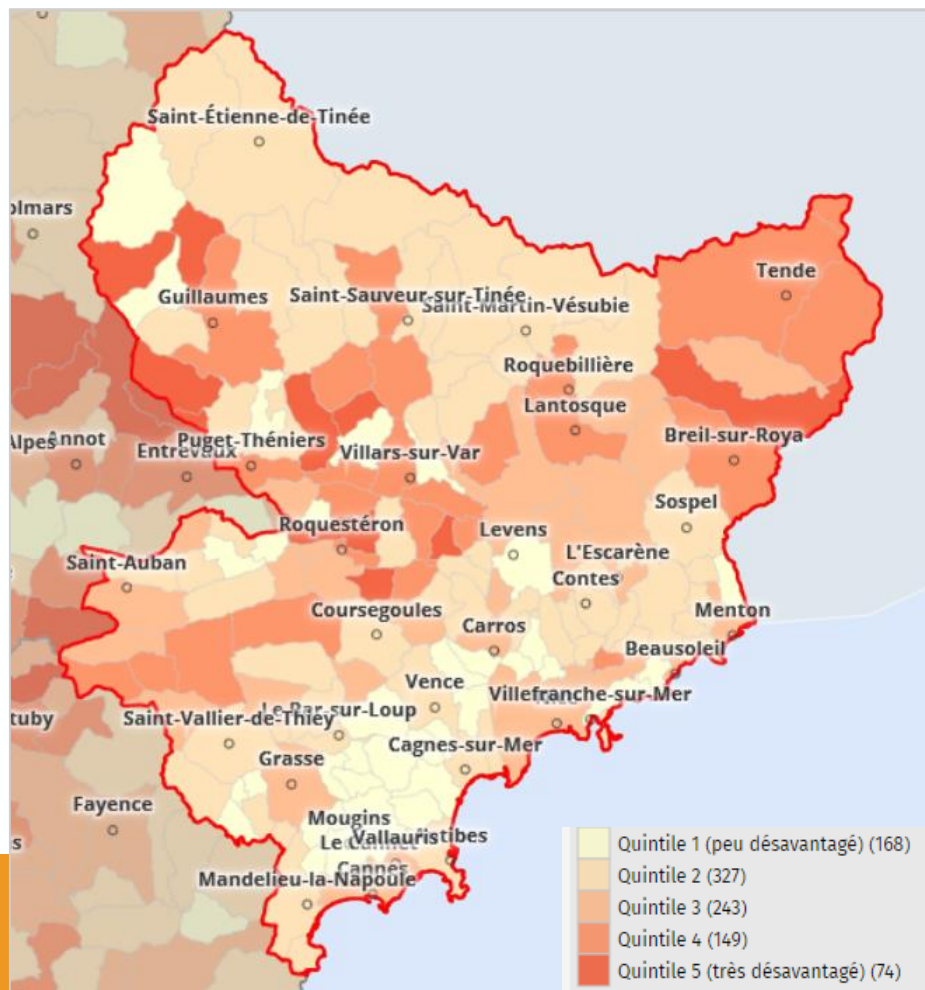 Saint-Étienne-de-Tinée
olmars
Tende
Guillaumes
Saint-Sauveur-sur-Tinée
Saint-Martin-Vésubie
Roquebillière
Lantosque
Breil-sur-Roya
Alpes
Annot
Puget-Théniers
Entrevaux
Villars-sur-Var
Sospel
Roquestéron
Levens
L'Escarène
Saint-Auban
Contes
Coursegoules
Menton
Carros
Beausoleil
Vence
Villefranche-sur-Mer
Le Bar-sur-Loup
tuby
Saint-Vallier-de-Thiey
Cagnes-sur-Mer
Grasse
Fayence
Mougins
Vallauris
Le Cannet
Cannes
Mandelieu-la-Napoule
s
Quintile 1 (peu désavantagé) (168)
Quintile 2 (327)
Quintile 3 (243)
Quintile 4 (149)
Quintile 5 (très désavantagé) (74)